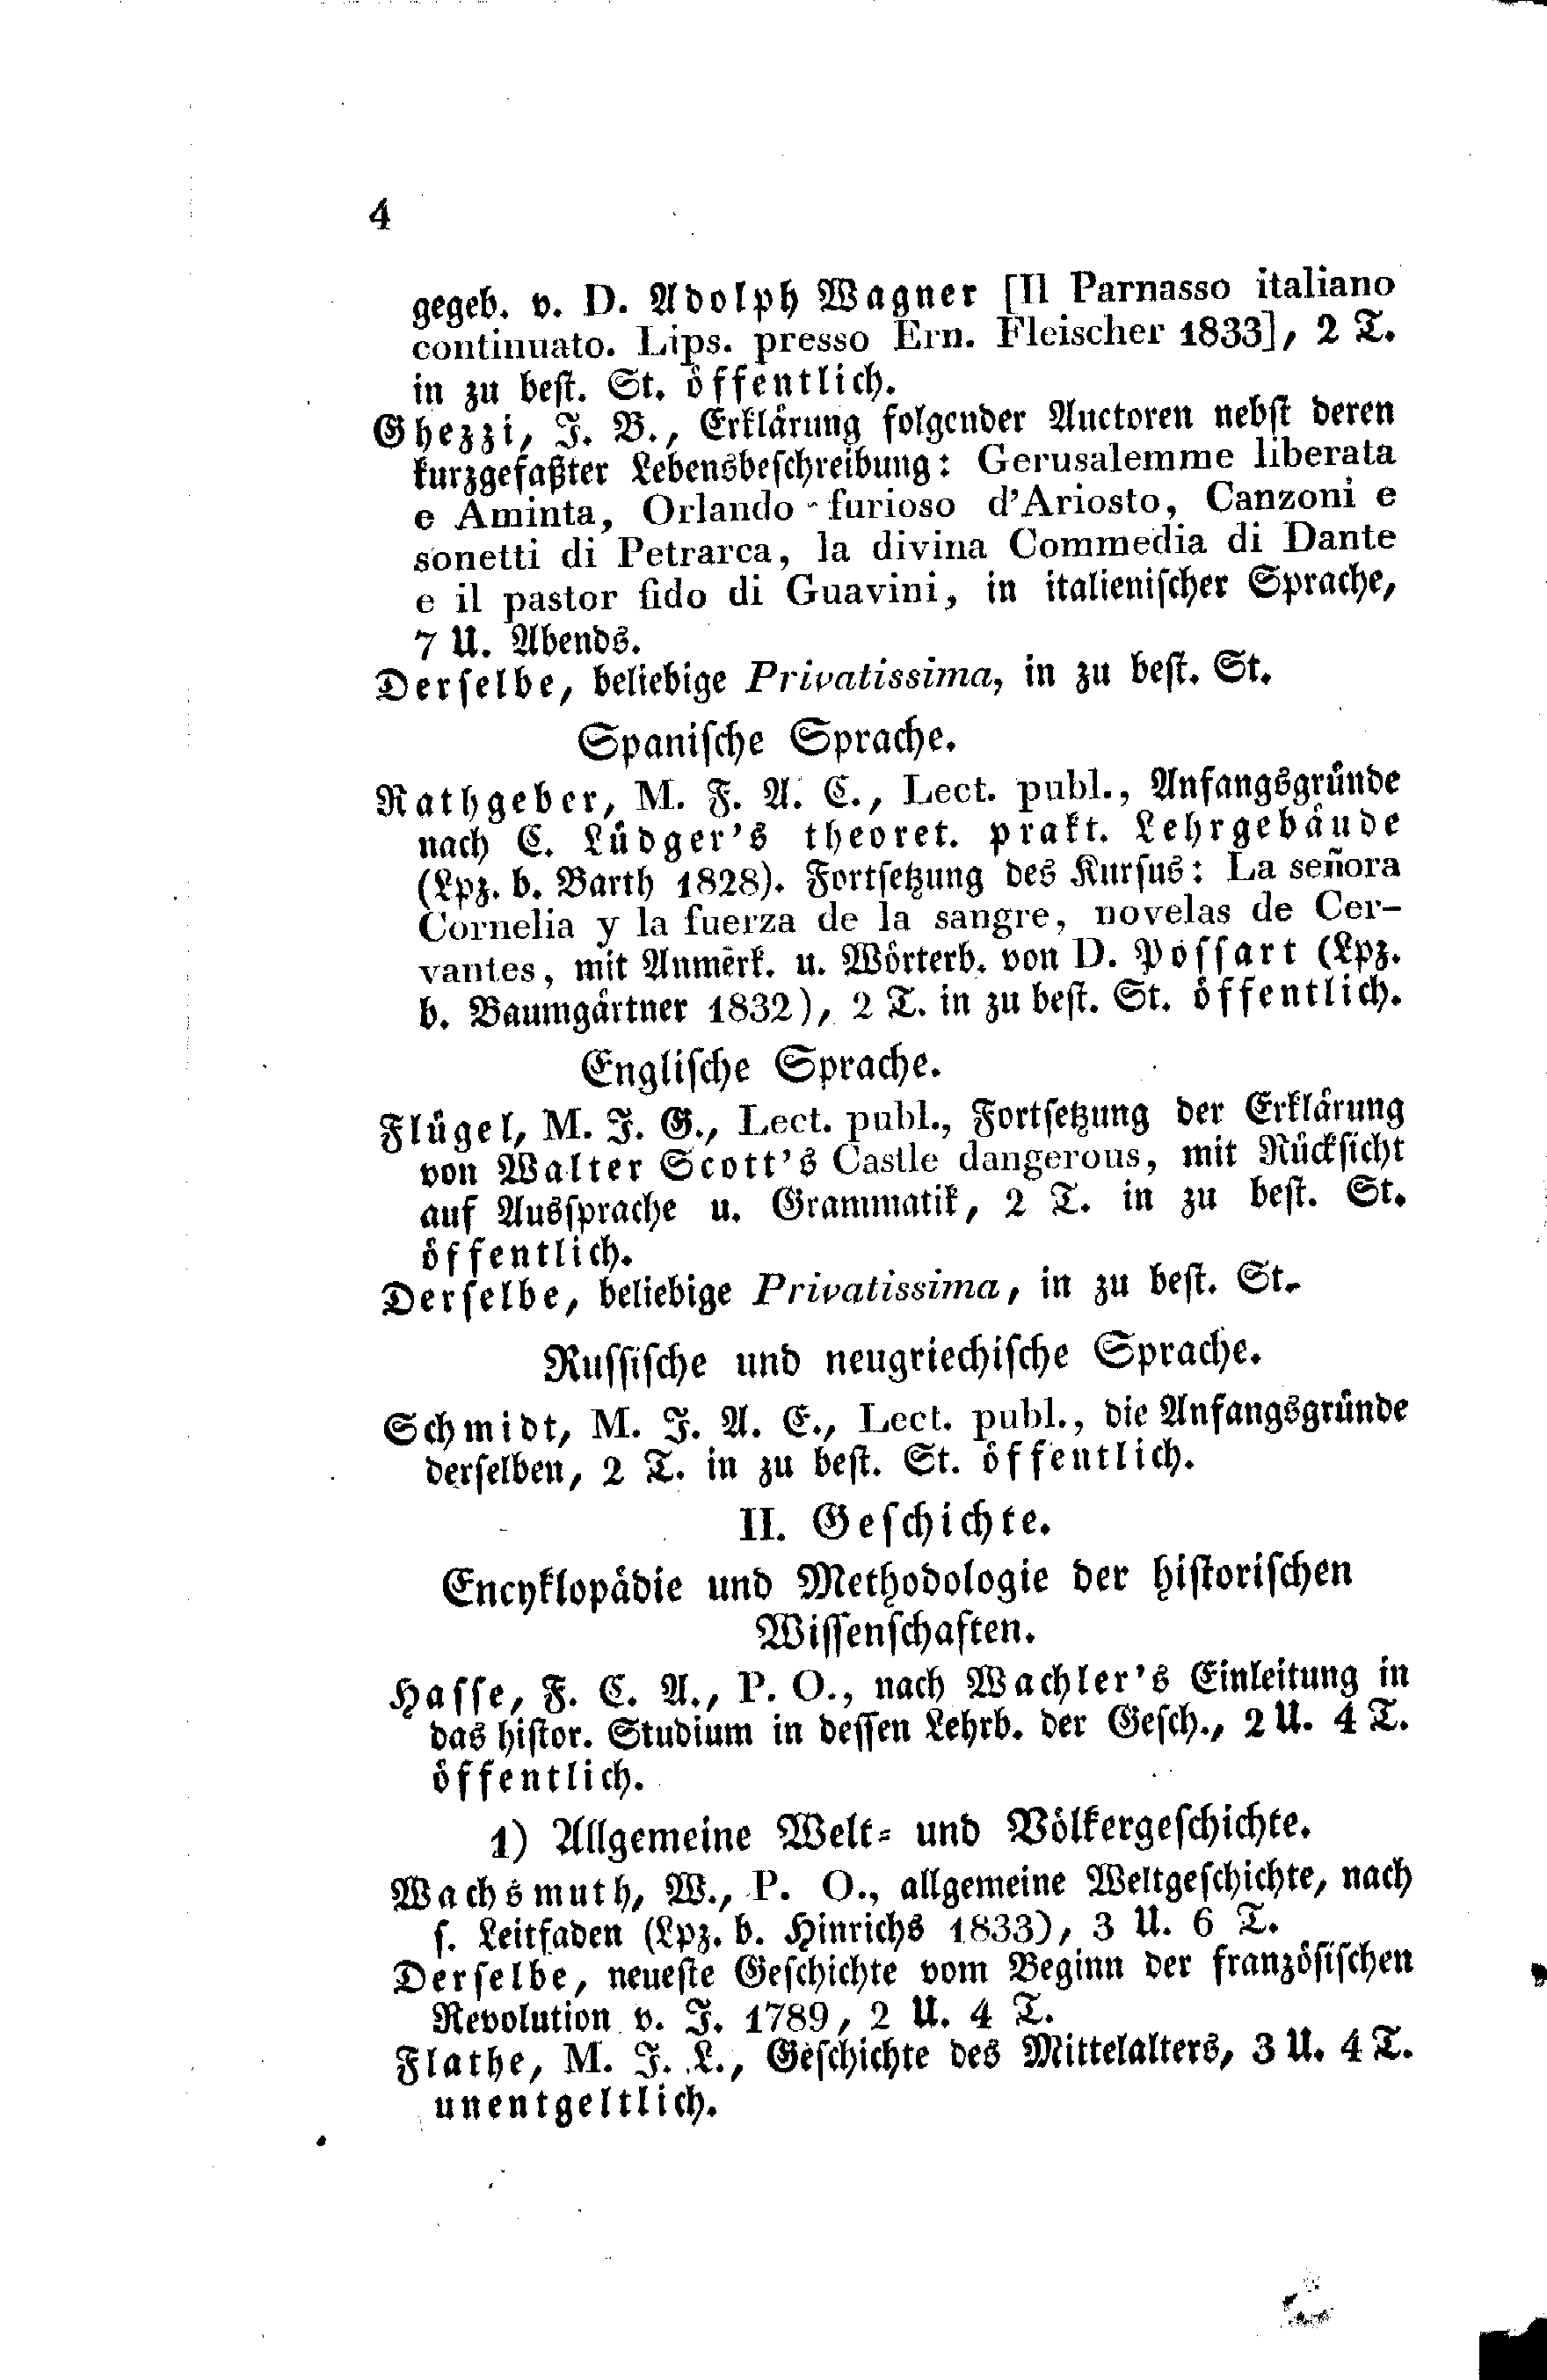 4
gegeb. v. D. Adolph Wagner [Il Parnasso italiano
continuato. Lips. presso Ern. Fleischer 1833], 2 T.
in zu best. St. öffentlich.
Ghezzi, J. B., Erklärung folgender Auctoren nebst deren
kurzgefaßter Lebensbeschreibung: Gerusalemme liberata
e Aminta, Orlando-furioso d'Ariosto, Canzoni e
sonetti di Petrarca, la divina Commedia di Dante
e il pastor fido di Guavini, in italienischer Sprache,
7 U. Abends.
Derselbe, beliebige Privatissima, in zu best. St.
Spanische Sprache.
Rathgeber, M. F. A. C., Lect. publ., Anfangsgründe
nach C. Lüdger's theoret. prakt. Lehrgebäude
(Lpz. b. Barth 1828). Fortsetzung des Kursus: La señora
Cornelia y la fuerza de la sangre, novelas de Cer-
vantes, mit Anmerk. u. Wörterb. von D. Possart (Lpz.
b. Baumgärtner 1832), 2 T. in zu best. St. öffentlich.
Englische Sprache.
Flügel, M. J. G., Lect. publ., Fortsetzung der Erklärung
von Walter Scott's Castle dangerous, mit Rücksicht
auf Aussprache u. Grammatik, 2 T. in zu best. St.
öffentlich.
Derselbe, beliebige Privatissima, in zu best. St.
Russische und neugriechische Sprache.
Schmidt, M. J. A. E., Lect. publ., die Anfangsgründe
derselben, 2 T. in zu best. St. öffentlich.
II. Geschichte.
Encyklopädie und Methodologie der historischen
Wissenschaften.
Hasse, F. C. A., P. O., nach Wachler's Einleitung in
das histor. Studium in dessen Lehrb. der Gesch., 2 U. 4 T.
öffentlich.
1) Allgemeine Welt- und Völkergeschichte.
Wachsmuth, W., P. O., allgemeine Weltgeschichte, nach
s. Leitfaden (Lpz. b. Hinrichs 1833), 3 U. 6 T.
Derselbe, neueste Geschichte vom Beginn der französischen
Revolution v. J. 1789, 2 U. 4 T.
Flathe, M. J. L., Geschichte des Mittelalters, 3 U. 4 T.
unentgeltlich.